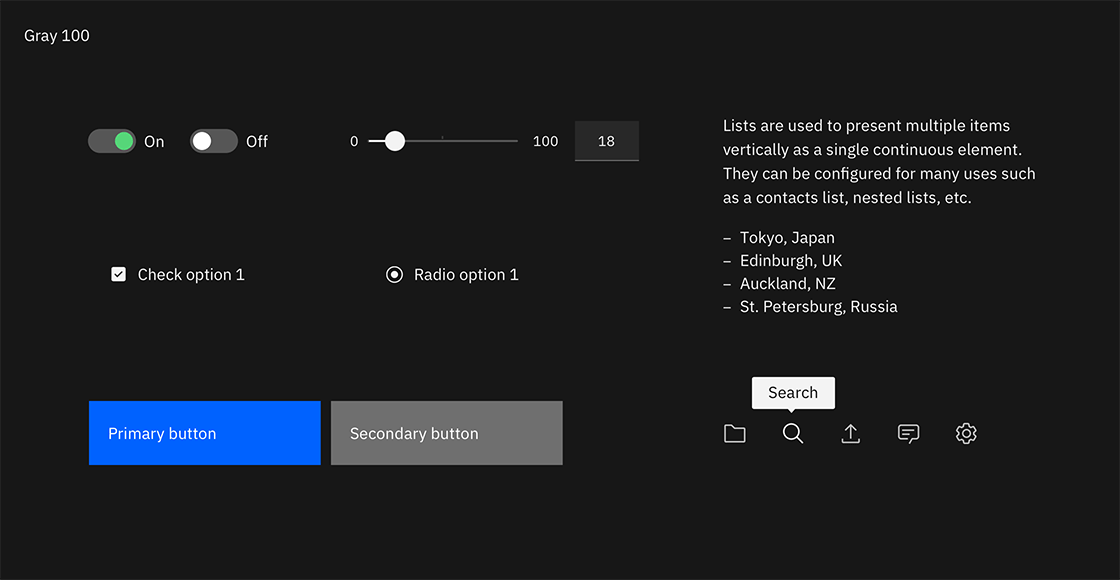 Gray 100
On
Off
0
100
18
Lists are used to present multiple items
vertically as a single continuous element.
They can be configured for many uses such
as a contacts list, nested lists, etc.
– Tokyo, Japan
– Edinburgh, UK
– Auckland, NZ
– St. Petersburg, Russia
Check option 1
Radio option 1
Search
Primary button
Secondary button